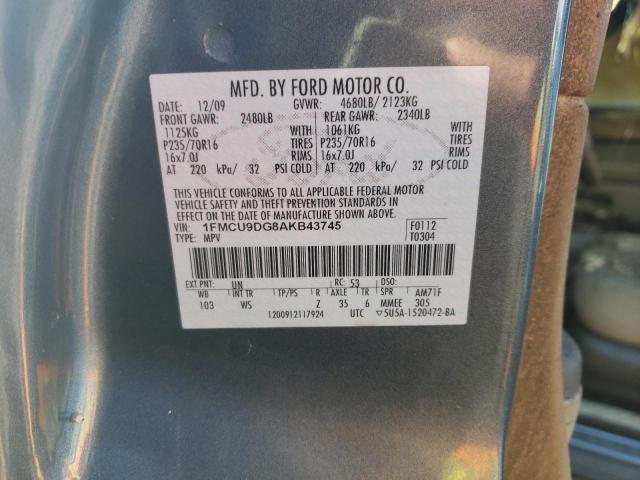 MFD. BY FORD MOTOR CO.
DATE: 12/09 GVWR: 4680LB/ 2123KG
FRONT GAWR: 2480LB REAR GAWR: 2340LB
1125KG WITH 1061KG WITH
P235/70R16 TIRES P235/70R16 TIRES
16x7.0J RIMS 16x7.0J RIMS
AT 220 kPa/ 32 PSI COLD AT 220 kPa/ 32 PSI COLD
THIS VEHICLE CONFORMS TO ALL APPLICABLE FEDERAL MOTOR
VEHICLE SAFETY AND THEFT PREVENTION STANDARDS IN
EFFECT ON THE DATE OF MANUFACTURE SHOWN ABOVE.
VIN: 1FMCU9DG8AKB43745 F0112
TYPE: MPV T0304
EXT PNT: UN RC: 53 DSO:
WB INT TR TP/PS R AXLE TR SPR AM71F
103 WS Z 35 6 MMEE 305
1200912117924 UTC ▽5U5A-1520472-BA
Ford